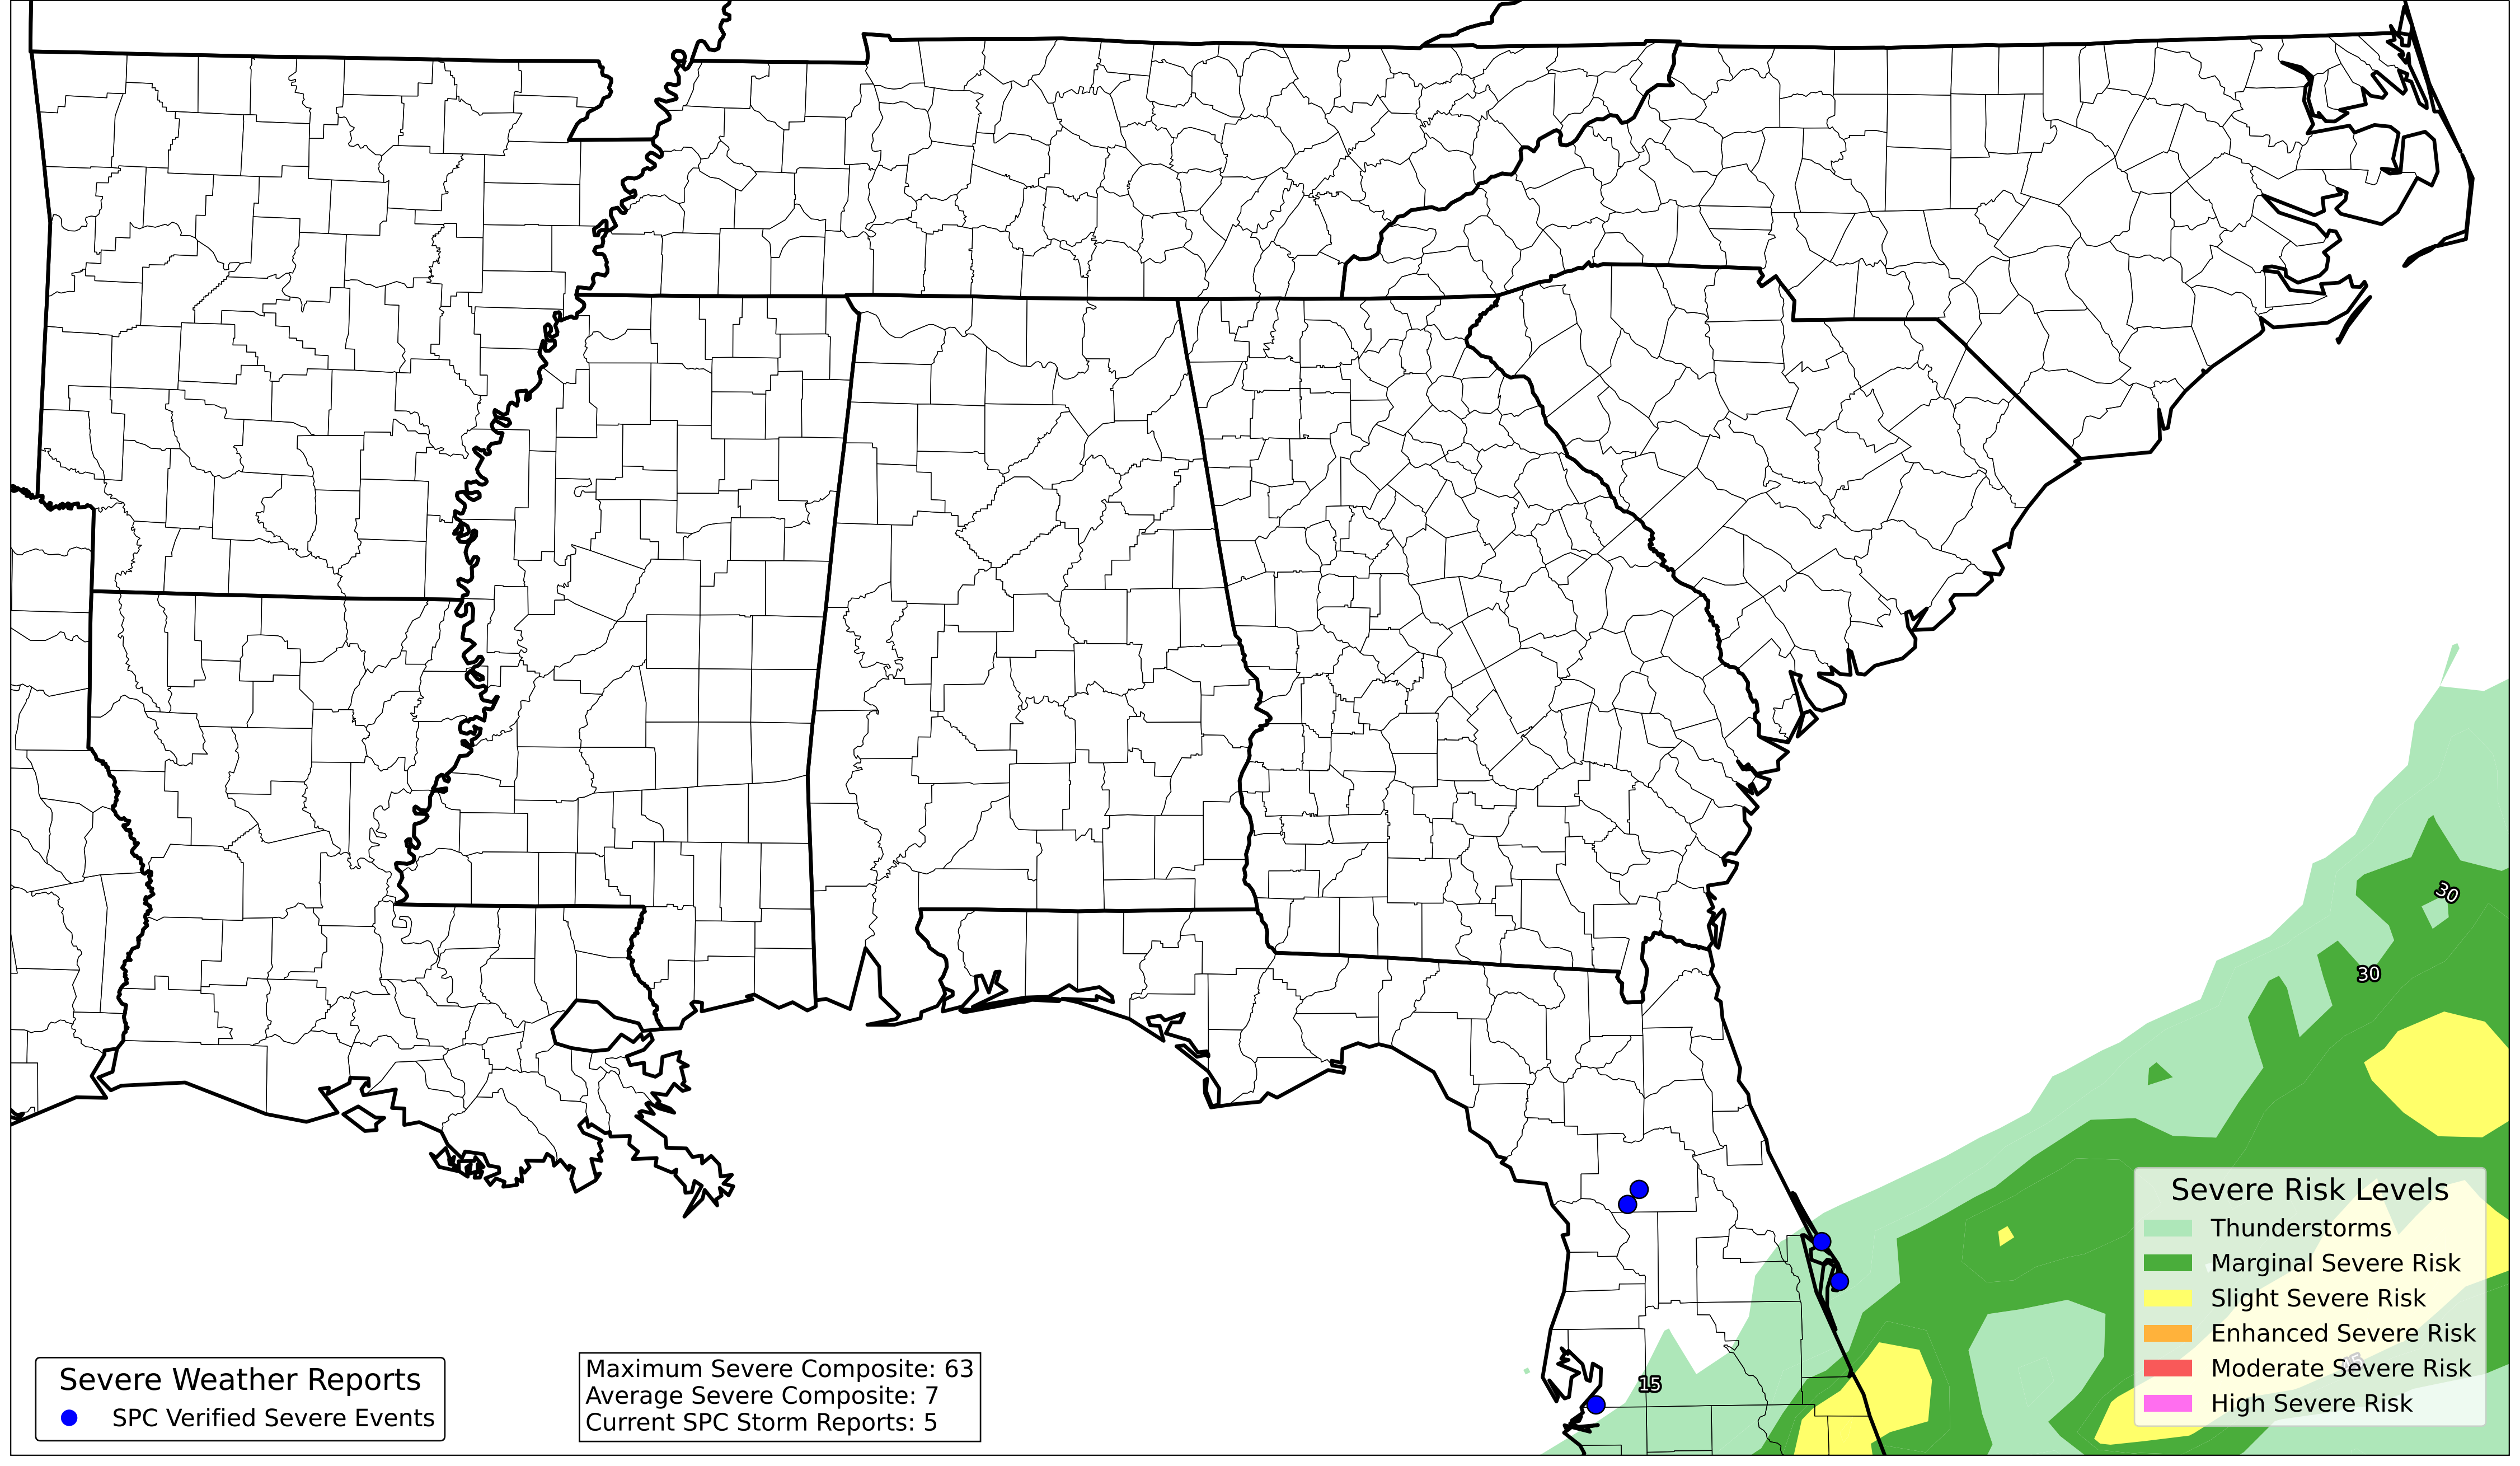 30
30
15
Severe Risk Levels
Thunderstorms
Marginal Severe Risk
Slight Severe Risk
Enhanced Severe Risk
Moderate Severe Risk
High Severe Risk
Severe Weather Reports
SPC Verified Severe Events
Maximum Severe Composite: 63
Average Severe Composite: 7
Current SPC Storm Reports: 5